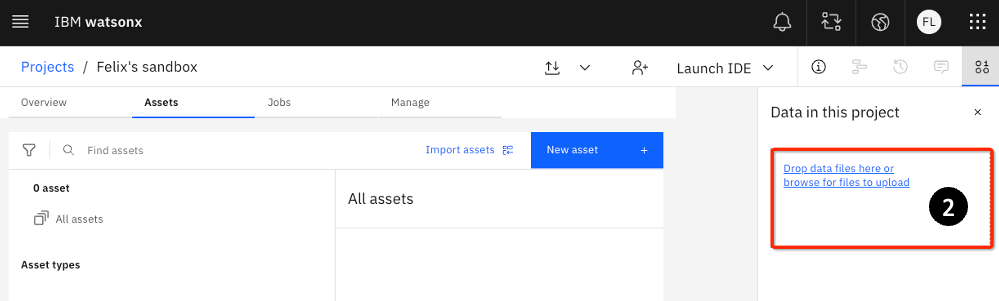 IBM watsonx
FL
Projects / Felix's sandbox
Launch IDE
Overview
Assets
Jobs
Manage
Data in this project
Find assets
Import assets
New asset +
Drop data files here or
browse for files to upload
2
0 asset
All assets
All assets
Asset types